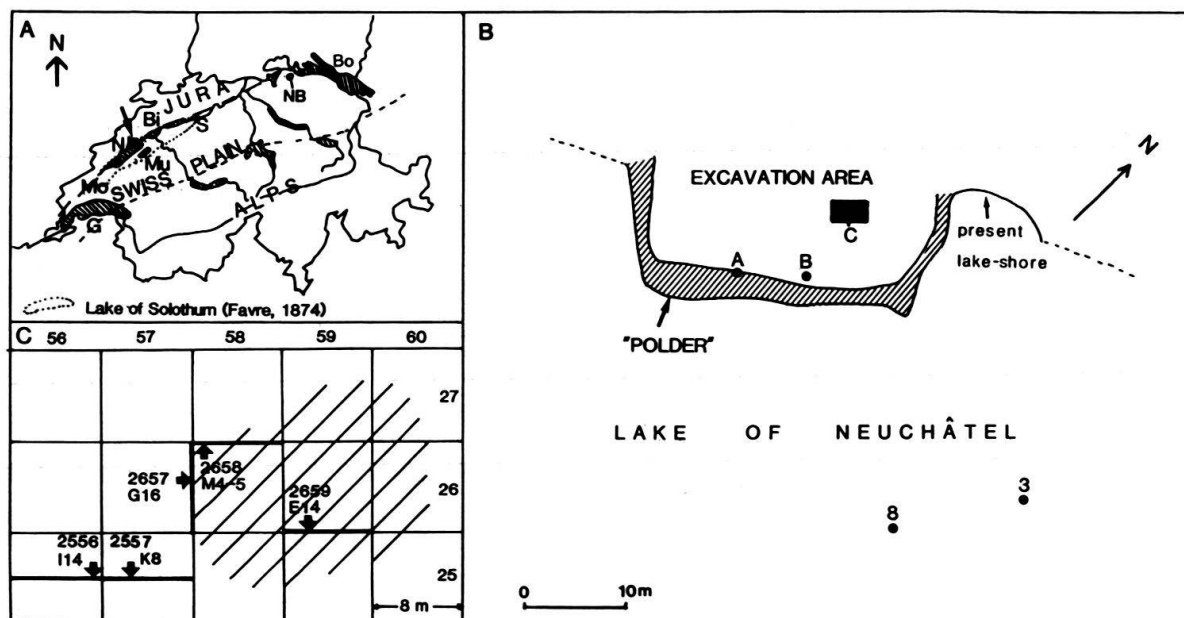 A
N
JURA
Bo
NB
Bi
S
N
Mu
PLAIN
Mo
SWISS
ALPS
G
Lake of Solothurn (Favre, 1874)
B
N
EXCAVATION AREA
C
A
B
present
lake-shore
"POLDER"
LAKE OF NEUCHÂTEL
3
8
0 10m
C 56 57 58 59 60
27
2657
G16
2658
M4-5
2659
E14
26
2556 2557
I14 K8
25
8 m